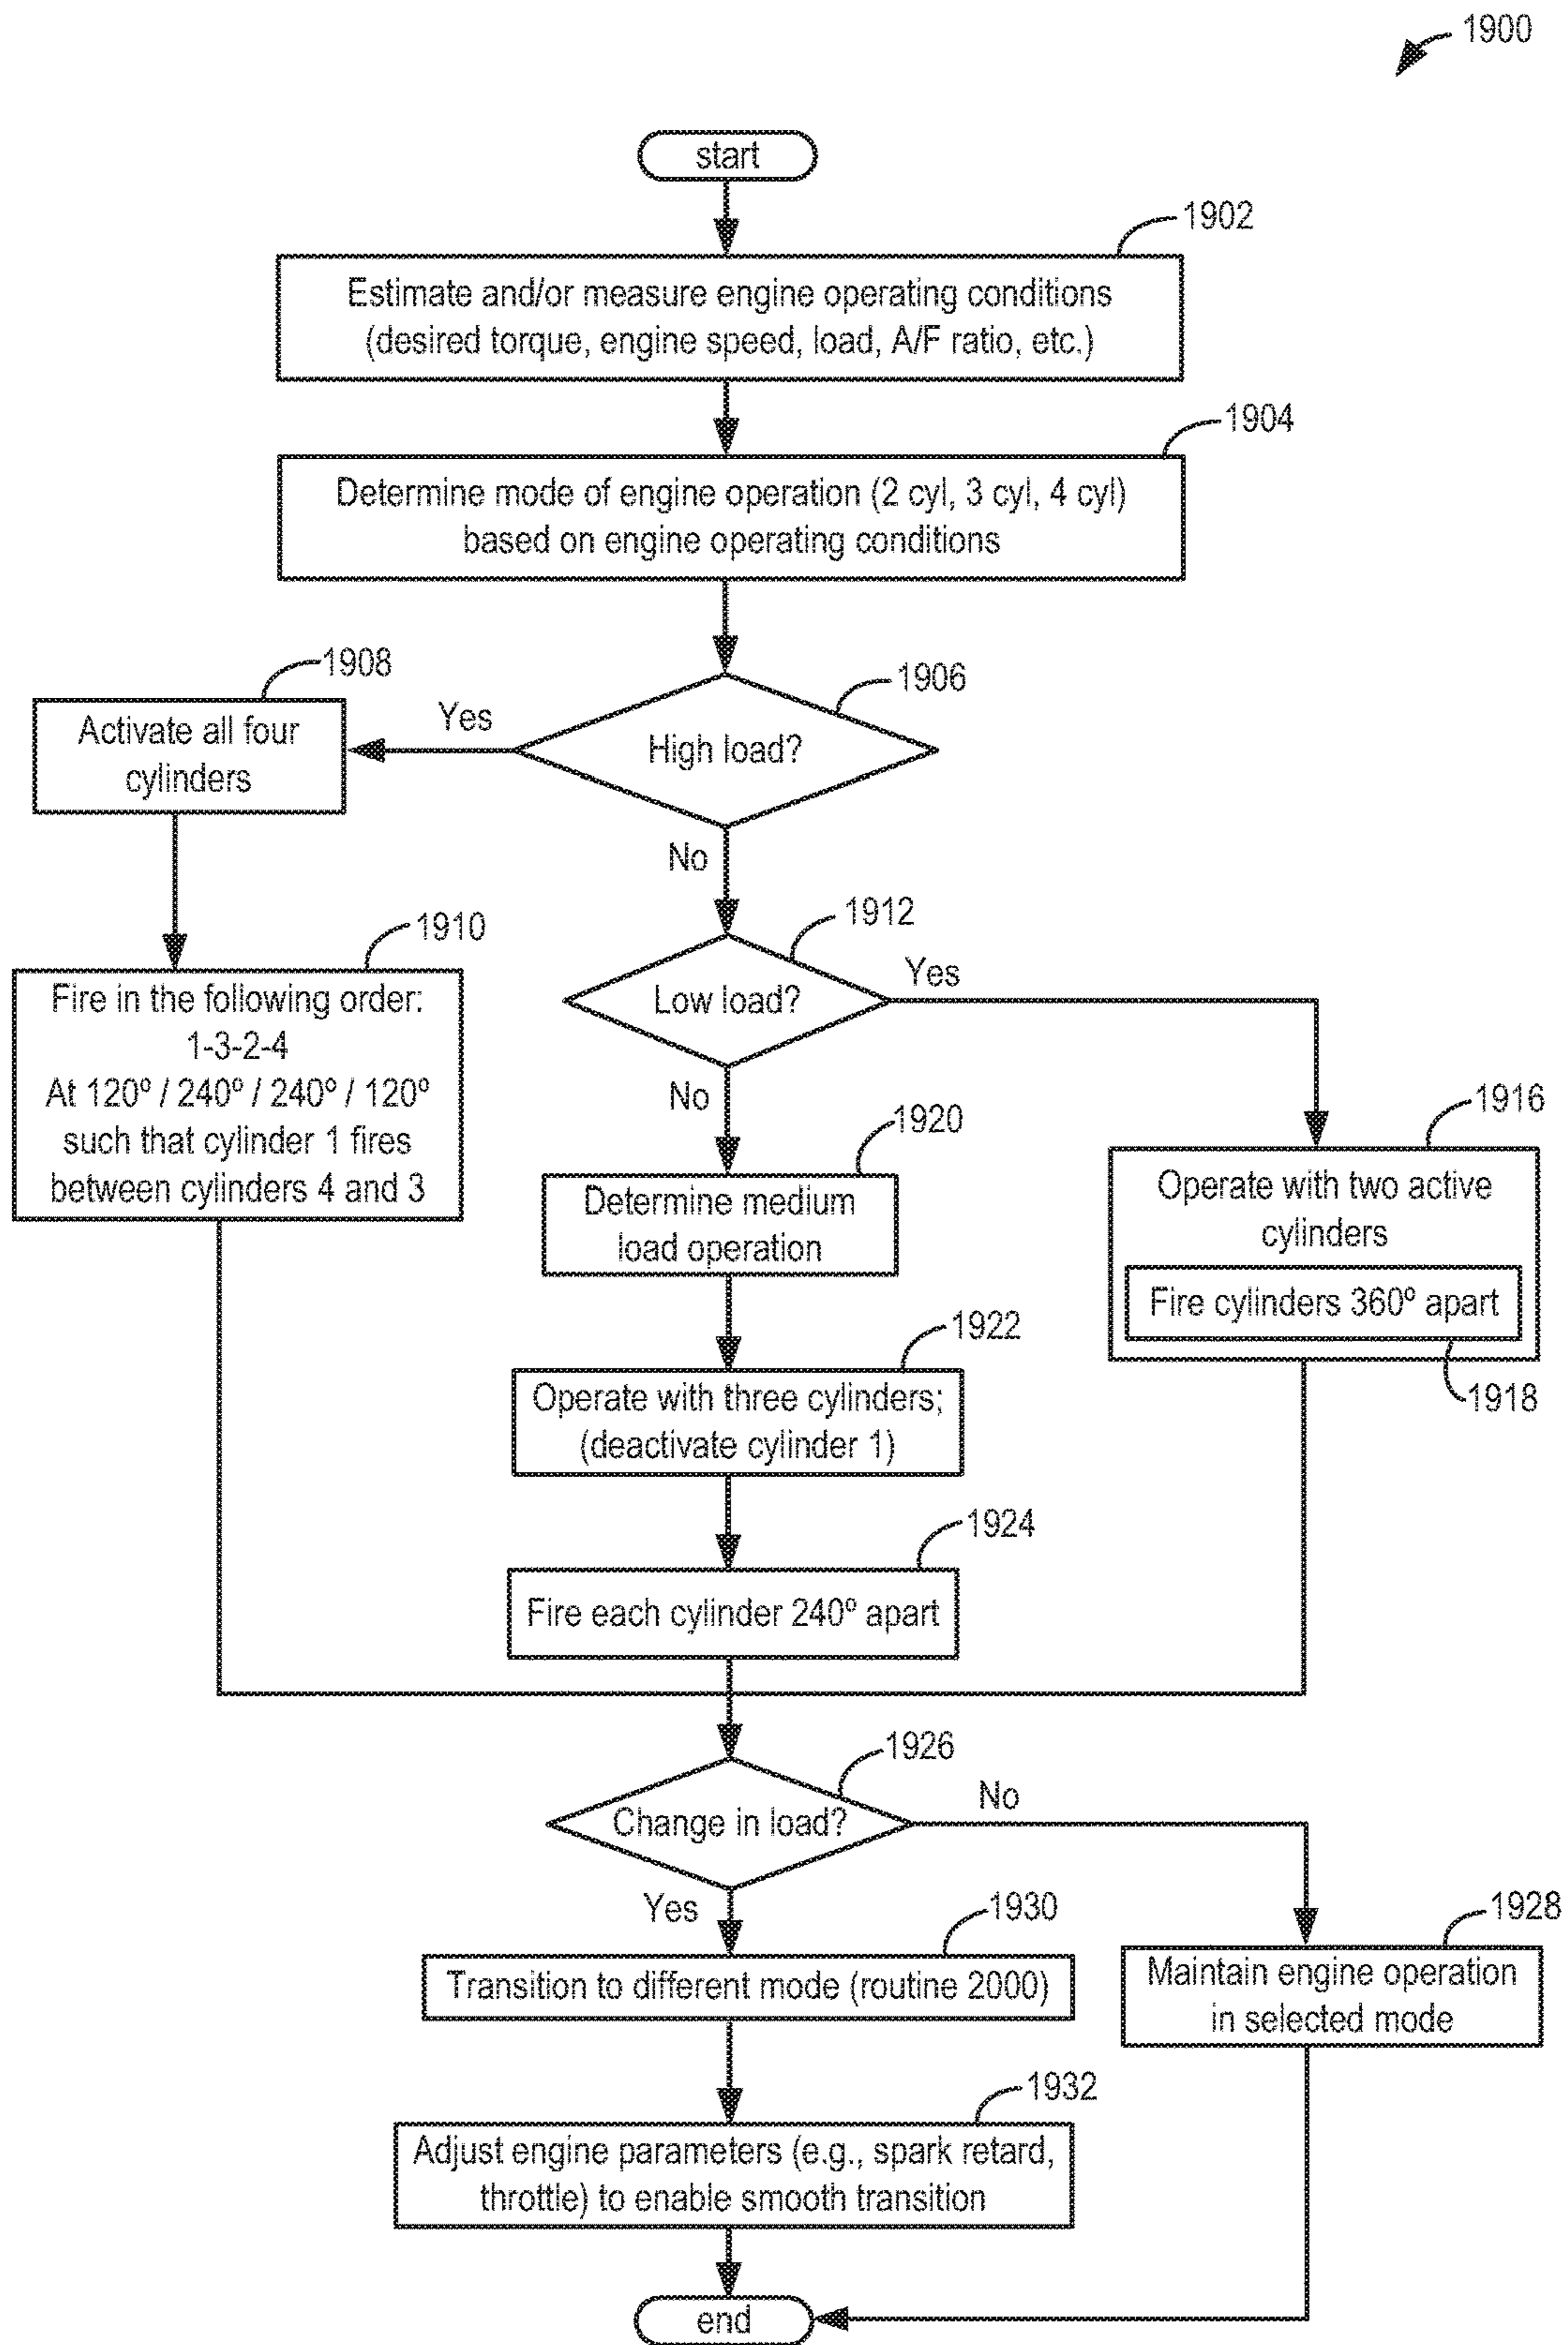 1900
start
1902
Estimate and/or measure engine operating conditions
(desired torque, engine speed, load, A/F ratio, etc.)
1904
Determine mode of engine operation (2 cyl, 3 cyl, 4 cyl)
based on engine operating conditions
1906
High load?
Yes
1908
Activate all four
cylinders
No
1910
Fire in the following order:
1-3-2-4
At 120º / 240º / 240º / 120º
such that cylinder 1 fires
between cylinders 4 and 3
1912
Low load?
Yes
No
1916
Operate with two active
cylinders
Fire cylinders 360º apart
1918
1920
Determine medium
load operation
1922
Operate with three cylinders;
(deactivate cylinder 1)
1924
Fire each cylinder 240º apart
1926
Change in load?
No
Yes
1928
Maintain engine operation
in selected mode
1930
Transition to different mode (routine 2000)
1932
Adjust engine parameters (e.g., spark retard,
throttle) to enable smooth transition
end